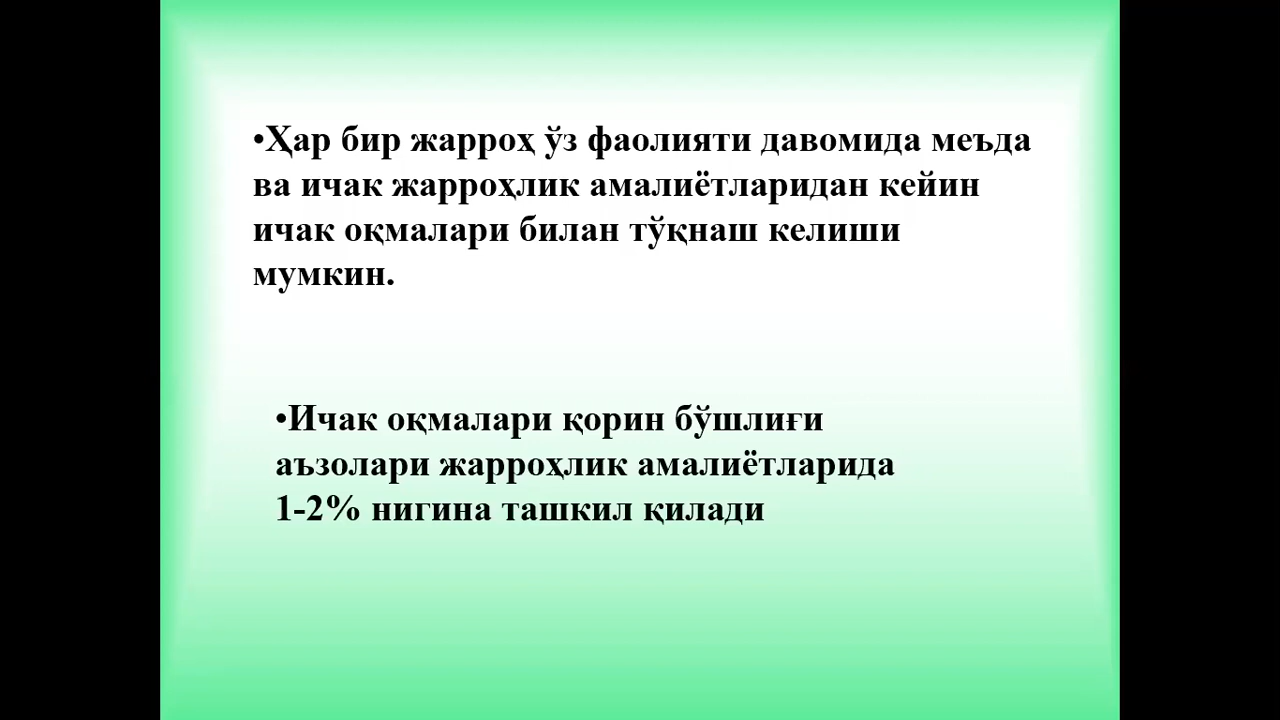 •Ҳар бир жарроҳ ўз фаолияти давомида меъда
ва ичак жарроҳлик амалиётларидан кейин
ичак оқмалари билан тўқнаш келиши
мумкин.
•Ичак оқмалари қорин бўшлиғи
аъзолари жарроҳлик амалиётларида
1-2% нигина ташкил қилади